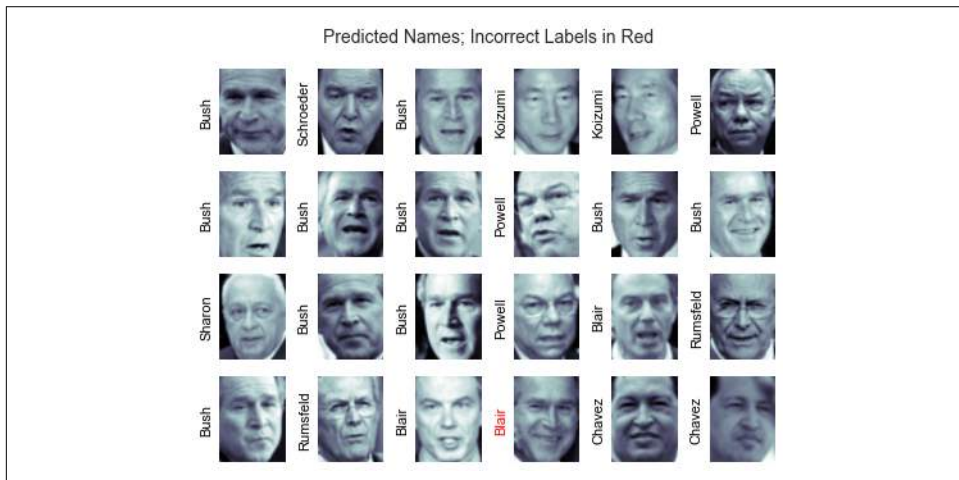 Predicted Names; Incorrect Labels in Red
Bush Schroeder Bush Koizumi Koizumi Powell
Bush Bush Bush Powell Bush Bush
Sharon Bush Bush Powell Blair Rumsfeld
Bush Rumsfeld Blair Blair Chavez Chavez